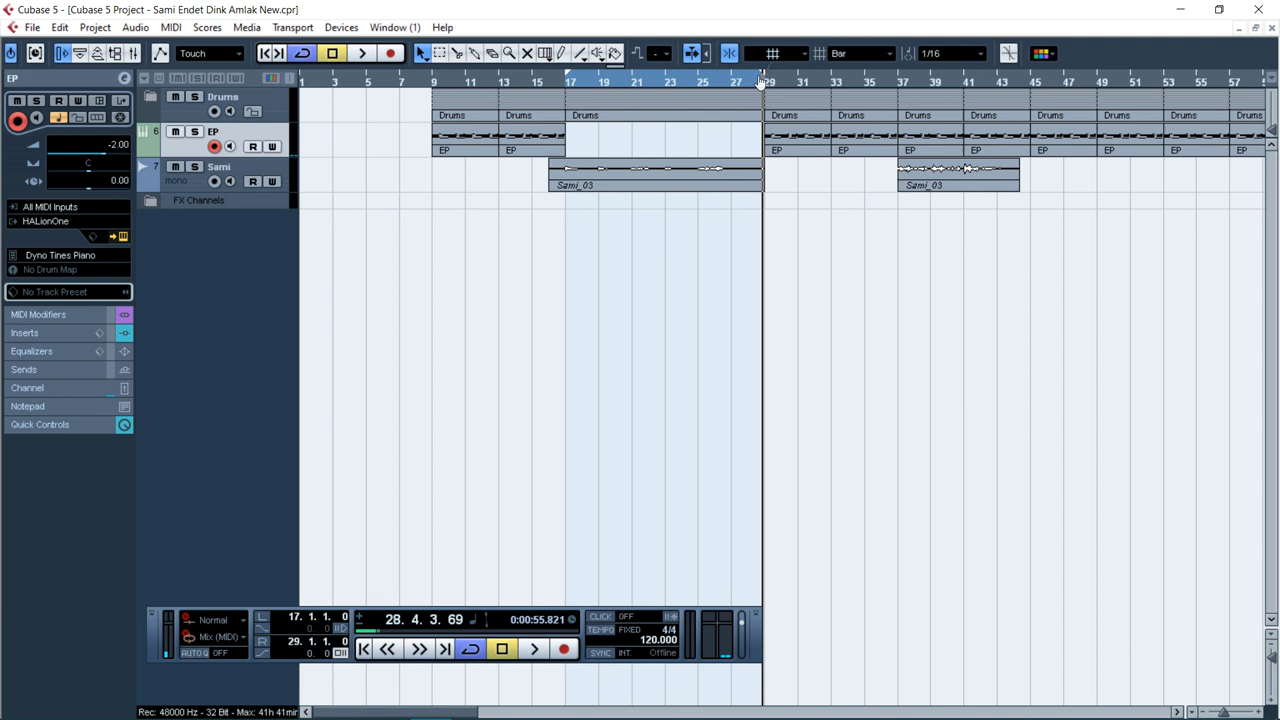 Cubase 5 - [Cubase 5 Project - Sami Endet Dink Amlak New.cpr]
File Edit Project Audio MIDI Scores Media Transport Devices Window (1) Help
Touch - Bar 1/16
EP 1 3 5 7 9 11 13 15 17 19 21 23 25 27 29 31 33 35 37 39 41 43 45 47 49 51 53 55 57
M S R W
M S Drums
Drums Drums Drums Drums Drums Drums Drums Drums Drums Drums Drums
6 M S EP
R W
EP EP EP EP EP EP EP EP EP EP
-2.00
C
0.00
7 M S Sami
mono R W
Sami_03 Sami_03
FX Channels
All MIDI Inputs
HALionOne
Dyno Tines Piano
No Drum Map
No Track Preset
MIDI Modifiers
Inserts
Equalizers
Sends
Channel
Notepad
Quick Controls
Normal
Mix (MIDI)
AUTO Q OFF
L 17. 1. 1. 0
0. 0
R 29. 1. 1. 0
0. 0
28. 4. 3. 69 0:00:55.821
CLICK OFF
TEMPO FIXED 4/4
120.000
SYNC INT. Offline
Rec: 48000 Hz - 32 Bit - Max: 41h 41min